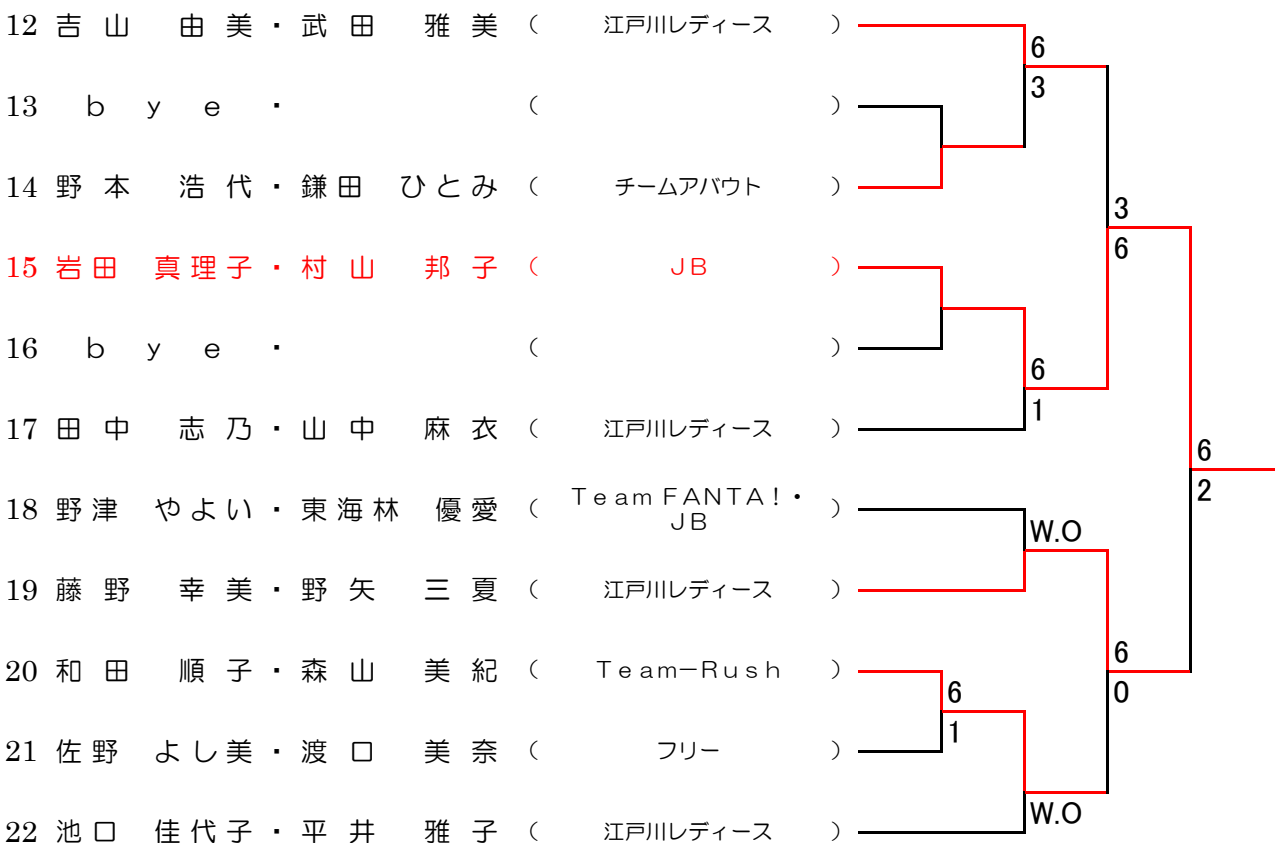 12 吉山 由美・武田 雅美 ( 江戸川レディース )
6
3
13 bye・ ( )
14 野本 浩代・鎌田 ひとみ ( チームアバウト )
3
6
15 岩田 真理子・村山 邦子 ( JB )
16 bye・ ( )
6
1
17 田中 志乃・山中 麻衣 ( 江戸川レディース )
6
2
18 野津 やよい・東海林 優愛 ( Team FANTA!・JB )
W.O
19 藤野 幸美・野矢 三夏 ( 江戸川レディース )
6
0
20 和田 順子・森山 美紀 ( Team-Rush )
6
1
21 佐野 よし美・渡口 美奈 ( フリー )
W.O
22 池口 佳代子・平井 雅子 ( 江戸川レディース )